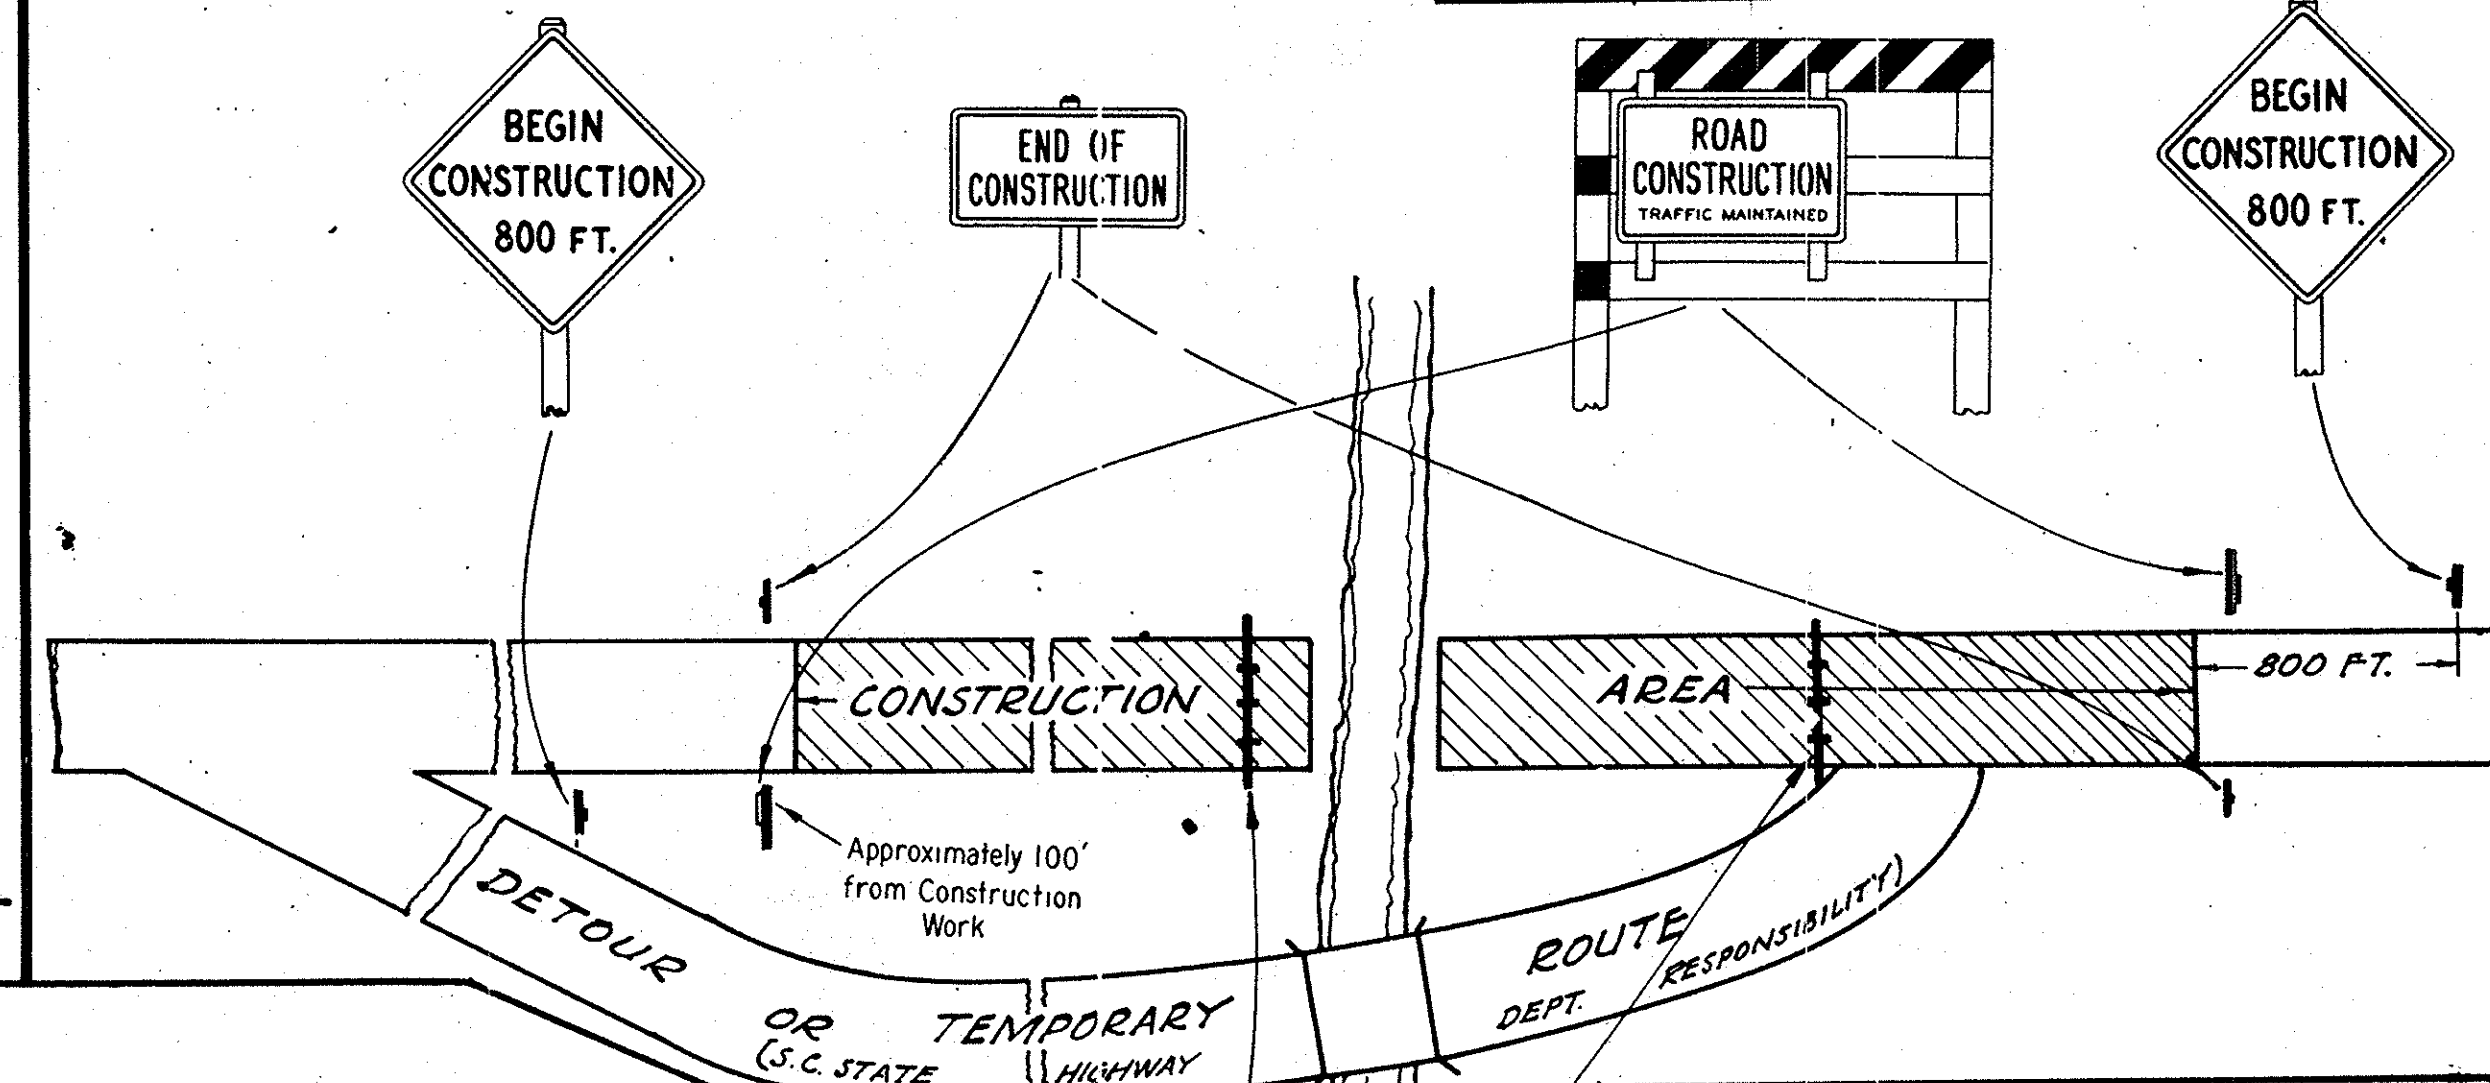 BEGIN
CONSTRUCTION
800 FT.
END OF
CONSTRUCTION
ROAD
CONSTRUCTION
TRAFFIC MAINTAINED
BEGIN
CONSTRUCTION
800 FT.
CONSTRUCTION AREA
800 FT.
Approximately 100'
from Construction
Work
DETOUR OR TEMPORARY ROUTE
(S.C. STATE HIGHWAY DEPT. RESPONSIBILITY)